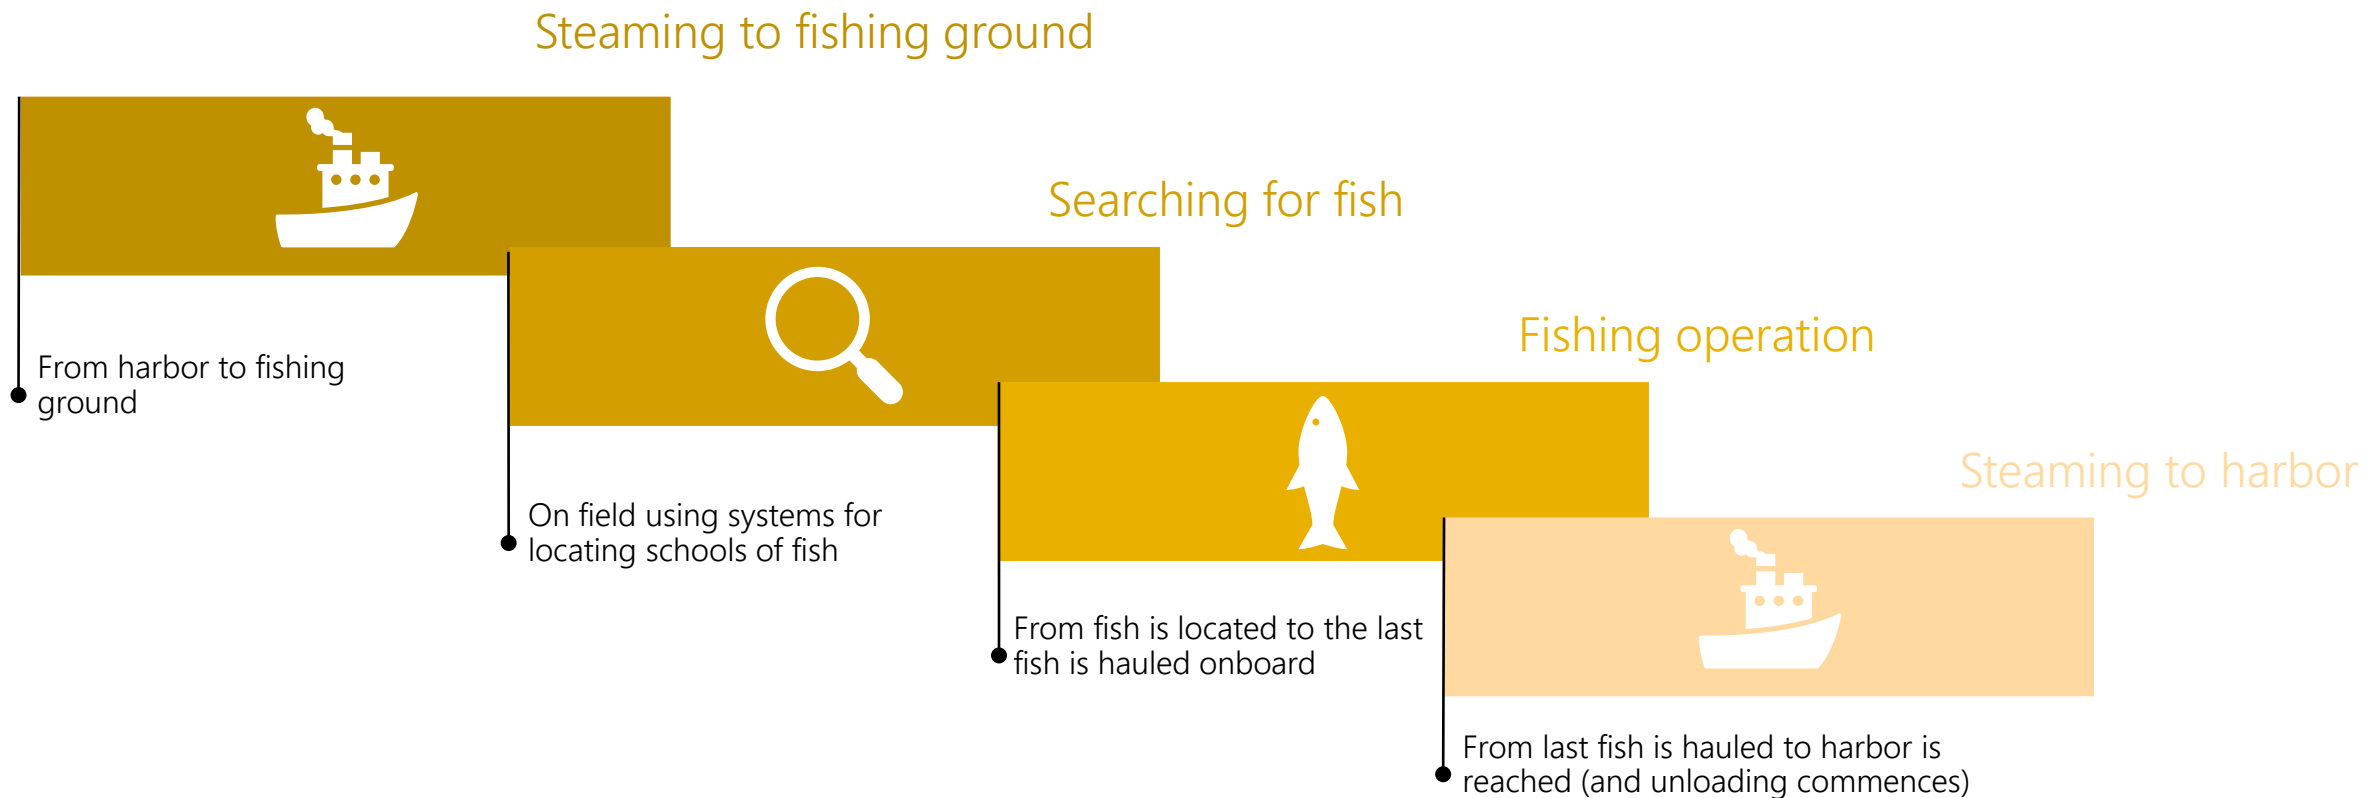 Steaming to fishing ground
From harbor to fishing
ground
Searching for fish
On field using systems for
locating schools of fish
Fishing operation
From fish is located to the last
fish is hauled onboard
Steaming to harbor
From last fish is hauled to harbor is
reached (and unloading commences)